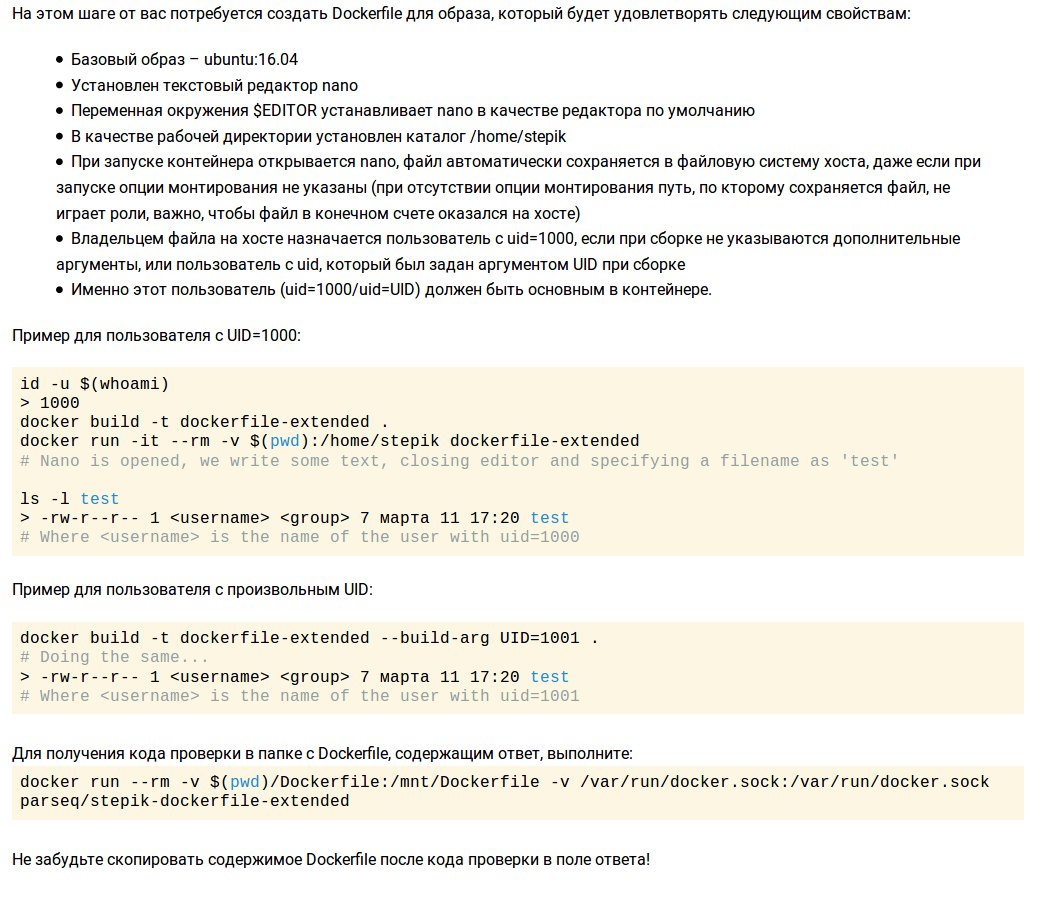 На этом шаге от вас потребуется создать Dockerfile для образа, который будет удовлетворять следующим свойствам:
• Базовый образ – ubuntu:16.04
• Установлен текстовый редактор nano
• Переменная окружения $EDITOR устанавливает nano в качестве редактора по умолчанию
• В качестве рабочей директории установлен каталог /home/stepik
• При запуске контейнера открывается nano, файл автоматически сохраняется в файловую систему хоста, даже если при
запуске опции монтирования не указаны (при отсутствии опции монтирования путь, по кторому сохраняется файл, не
играет роли, важно, чтобы файл в конечном счете оказался на хосте)
• Владельцем файла на хосте назначается пользователь с uid=1000, если при сборке не указываются дополнительные
аргументы, или пользователь с uid, который был задан аргументом UID при сборке
• Именно этот пользователь (uid=1000/uid=UID) должен быть основным в контейнере.
Пример для пользователя с UID=1000:
id -u $(whoami)
> 1000
docker build -t dockerfile-extended .
docker run -it --rm -v $(pwd):/home/stepik dockerfile-extended
# Nano is opened, we write some text, closing editor and specifying a filename as 'test'
ls -l test
> -rw-r--r-- 1 <username> <group> 7 марта 11 17:20 test
# Where <username> is the name of the user with uid=1000
Пример для пользователя с произвольным UID:
docker build -t dockerfile-extended --build-arg UID=1001 .
# Doing the same...
> -rw-r--r-- 1 <username> <group> 7 марта 11 17:20 test
# Where <username> is the name of the user with uid=1001
Для получения кода проверки в папке с Dockerfile, содержащим ответ, выполните:
docker run --rm -v $(pwd)/Dockerfile:/mnt/Dockerfile -v /var/run/docker.sock:/var/run/docker.sock
parseq/stepik-dockerfile-extended
Не забудьте скопировать содержимое Dockerfile после кода проверки в поле ответа!